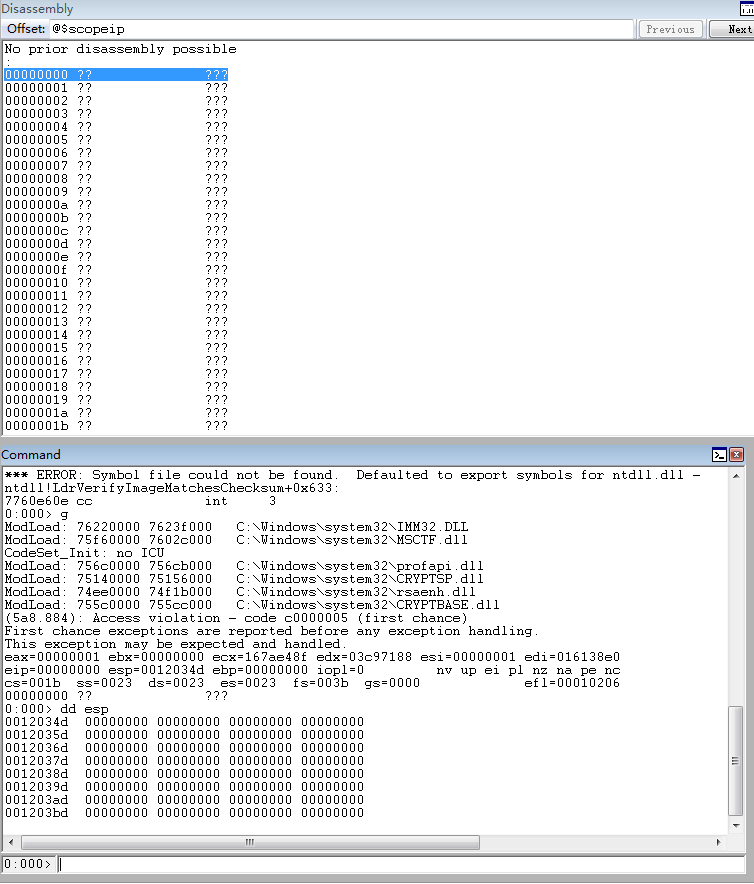 Disassembly
Offset: @$scopeip
Previous
Next
No prior disassembly possible
:
00000000 ?? ???
00000001 ?? ???
00000002 ?? ???
00000003 ?? ???
00000004 ?? ???
00000005 ?? ???
00000006 ?? ???
00000007 ?? ???
00000008 ?? ???
00000009 ?? ???
0000000a ?? ???
0000000b ?? ???
0000000c ?? ???
0000000d ?? ???
0000000e ?? ???
0000000f ?? ???
00000010 ?? ???
00000011 ?? ???
00000012 ?? ???
00000013 ?? ???
00000014 ?? ???
00000015 ?? ???
00000016 ?? ???
00000017 ?? ???
00000018 ?? ???
00000019 ?? ???
0000001a ?? ???
0000001b ?? ???
Command
*** ERROR: Symbol file could not be found.  Defaulted to export symbols for ntdll.dll -
ntdll!LdrVerifyImageMatchesChecksum+0x633:
7760e60e cc int 3
0:000> g
ModLoad: 76220000 7623f000   C:\Windows\system32\IMM32.DLL
ModLoad: 75f60000 7602c000   C:\Windows\system32\MSCTF.dll
CodeSet_Init: no ICU
ModLoad: 756c0000 756cb000   C:\Windows\system32\profapi.dll
ModLoad: 75140000 75156000   C:\Windows\system32\CRYPTSP.dll
ModLoad: 74ee0000 74f1b000   C:\Windows\system32\rsaenh.dll
ModLoad: 755c0000 755cc000   C:\Windows\system32\CRYPTBASE.dll
(5a8.884): Access violation - code c0000005 (first chance)
First chance exceptions are reported before any exception handling.
This exception may be expected and handled.
eax=00000001 ebx=00000000 ecx=167ae48f edx=03c97188 esi=00000001 edi=016138e0
eip=00000000 esp=0012034d ebp=00000000 iopl=0 nv up ei pl nz na pe nc
cs=001b ss=0023 ds=0023 es=0023 fs=003b gs=0000 efl=00010206
00000000 ?? ???
0:000> dd esp
0012034d  00000000 00000000 00000000 00000000
0012035d  00000000 00000000 00000000 00000000
0012036d  00000000 00000000 00000000 00000000
0012037d  00000000 00000000 00000000 00000000
0012038d  00000000 00000000 00000000 00000000
0012039d  00000000 00000000 00000000 00000000
001203ad  00000000 00000000 00000000 00000000
001203bd  00000000 00000000 00000000 00000000
0:000>